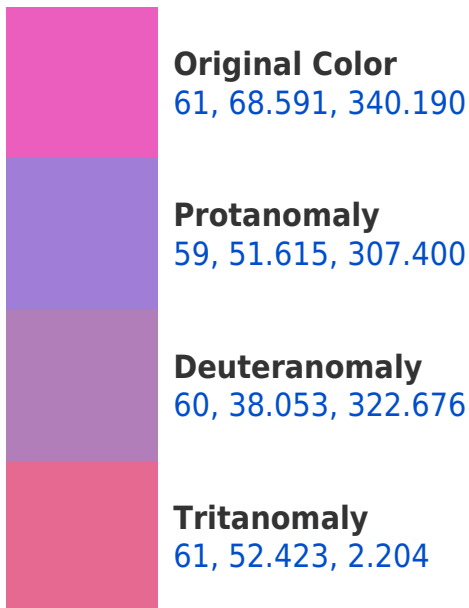 Original Color
61, 68.591, 340.190
Protanomaly
59, 51.615, 307.400
Deuteranomaly
60, 38.053, 322.676
Tritanomaly
61, 52.423, 2.204